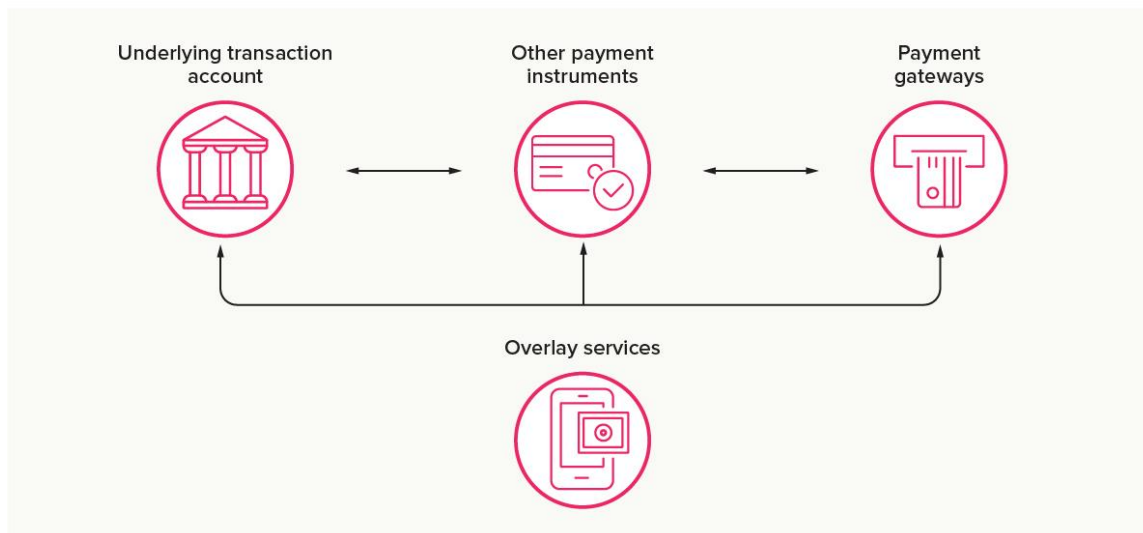 Underlying transaction
account
Other payment
instruments
Payment
gateways
Overlay services